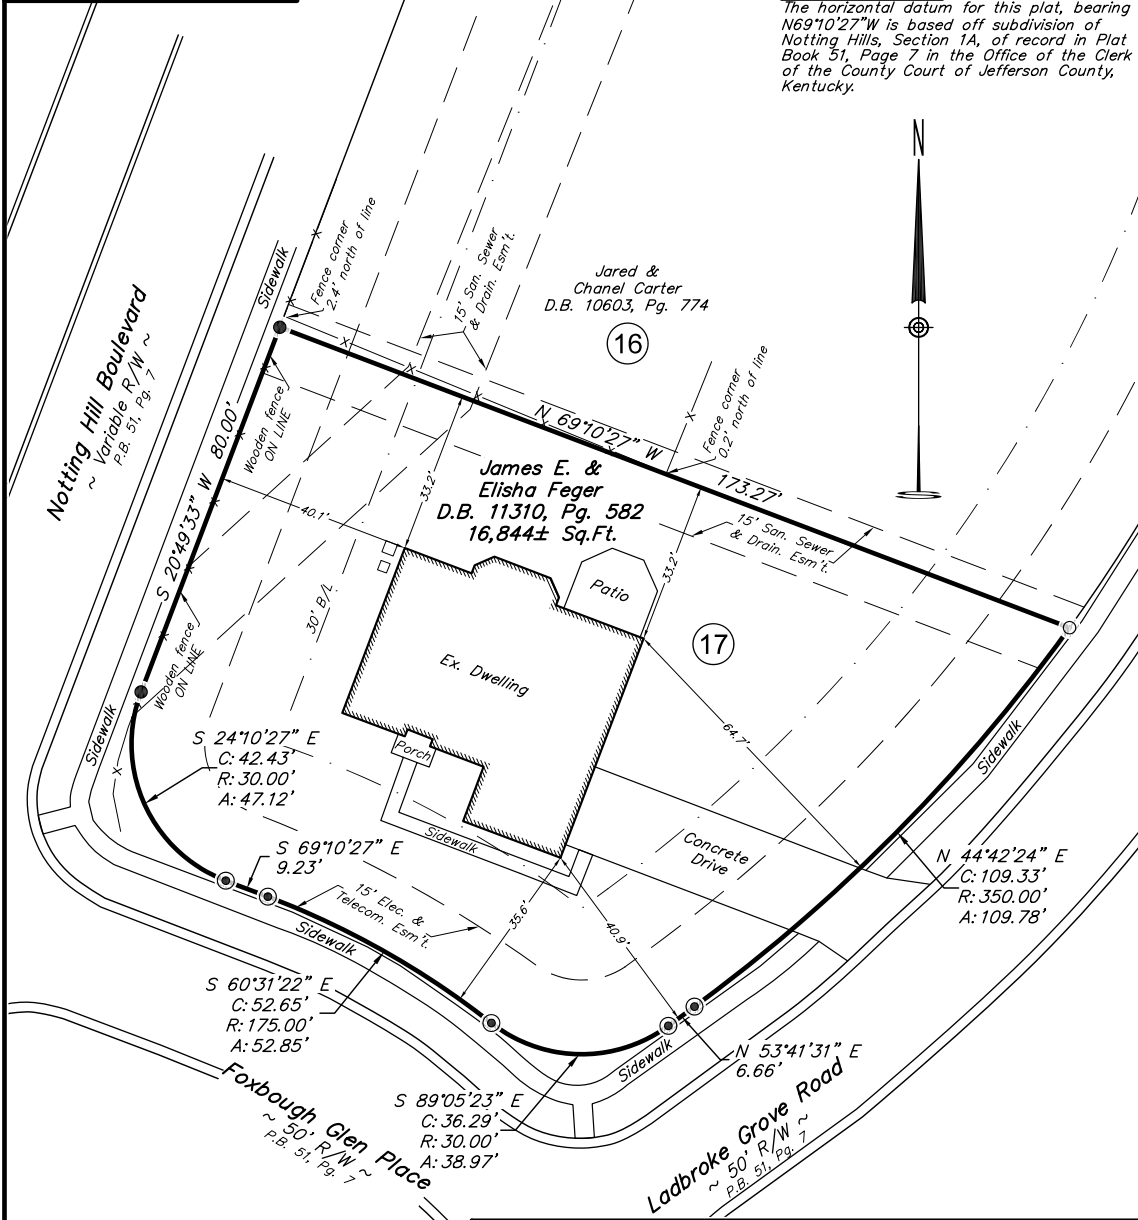 The horizontal datum for this plat, bearing
N69°10'27"W is based off subdivision of
Notting Hills, Section 1A, of record in Plat
Book 51, Page 7 in the Office of the Clerk
of the County Court of Jefferson County,
Kentucky.
N
Sidewalk
Fence corner
2.4' north of line
15' San. Sewer
& Drain. Esm't.
Jared &
Chanel Carter
D.B. 10603, Pg. 774
16
Notting Hill Boulevard
~ Variable R/W ~
P.B. 51, Pg. 7
S 20°49'33" W 80.00'
Wooden fence
ON LINE
N 69°10'27" W
173.27'
Fence corner
0.2' north of line
James E. &
Elisha Feger
D.B. 11310, Pg. 582
16,844± Sq.Ft.
33.2'
40.1'
15' San. Sewer
& Drain. Esm't.
33.2'
Patio
30' B/L
17
Ex. Dwelling
Wooden fence
ON LINE
Sidewalk
Porch
64.7'
Sidewalk
S 24°10'27" E
C: 42.43'
R: 30.00'
A: 47.12'
Sidewalk
Concrete
Drive
S 69°10'27" E
9.23'
N 44°42'24" E
C: 109.33'
R: 350.00'
A: 109.78'
15' Elec. &
Telecom. Esm't.
35.6'
40.9'
Sidewalk
S 60°31'22" E
C: 52.65'
R: 175.00'
A: 52.85'
Sidewalk
N 53°41'31" E
6.66'
Foxbough Glen Place
~ 50' R/W ~
P.B. 51, Pg. 7
S 89°05'23" E
C: 36.29'
R: 30.00'
A: 38.97'
Ladbroke Grove Road
~ 50' R/W ~
P.B. 51, Pg. 7